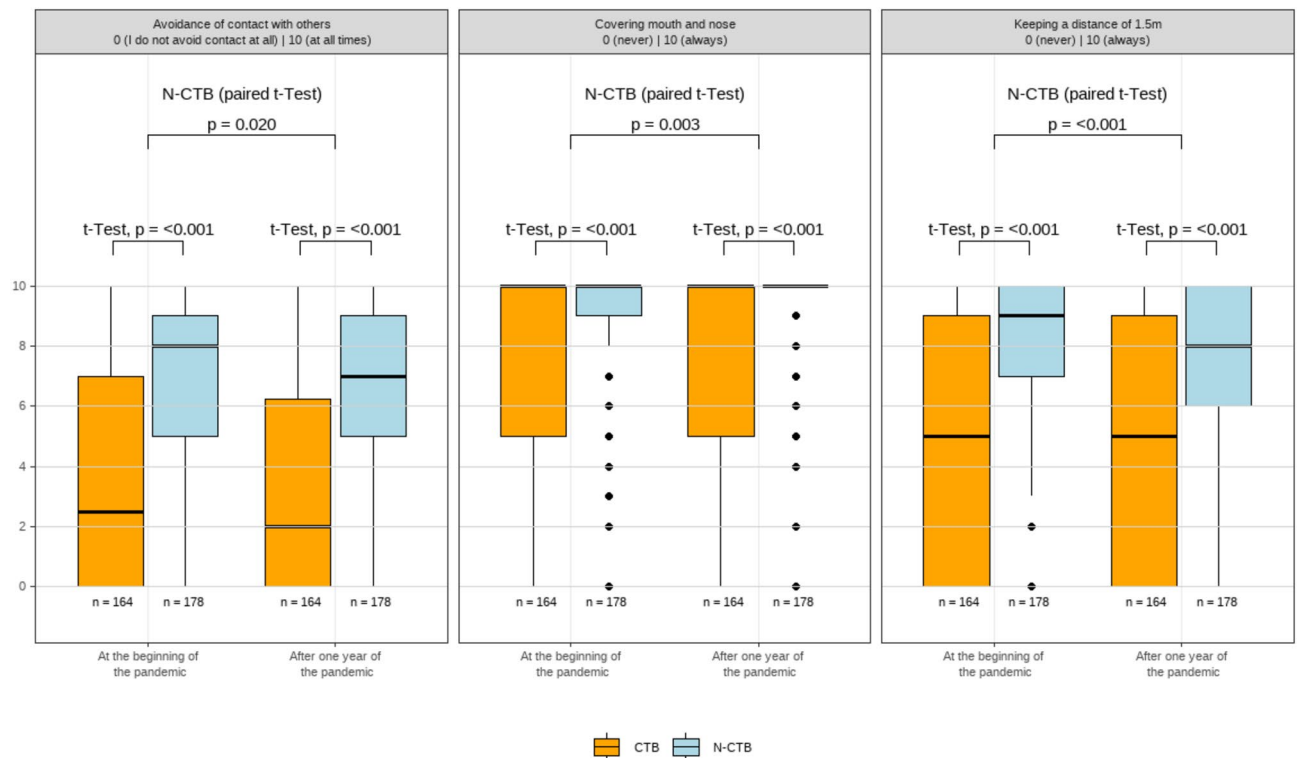 Avoidance of contact with others
0 (I do not avoid contact at all) | 10 (at all times)
Covering mouth and nose
0 (never) | 10 (always)
Keeping a distance of 1.5m
0 (never) | 10 (always)
N-CTB (paired t-Test)
p = 0.020
N-CTB (paired t-Test)
p = 0.003
N-CTB (paired t-Test)
p = <0.001
t-Test, p = <0.001
t-Test, p = <0.001
t-Test, p = <0.001
t-Test, p = <0.001
t-Test, p = <0.001
t-Test, p = <0.001
10
8
6
4
2
0
n = 164
n = 178
n = 164
n = 178
n = 164
n = 178
n = 164
n = 178
n = 164
n = 178
n = 164
n = 178
At the beginning of
the pandemic
After one year of
the pandemic
At the beginning of
the pandemic
After one year of
the pandemic
At the beginning of
the pandemic
After one year of
the pandemic
CTB
N-CTB